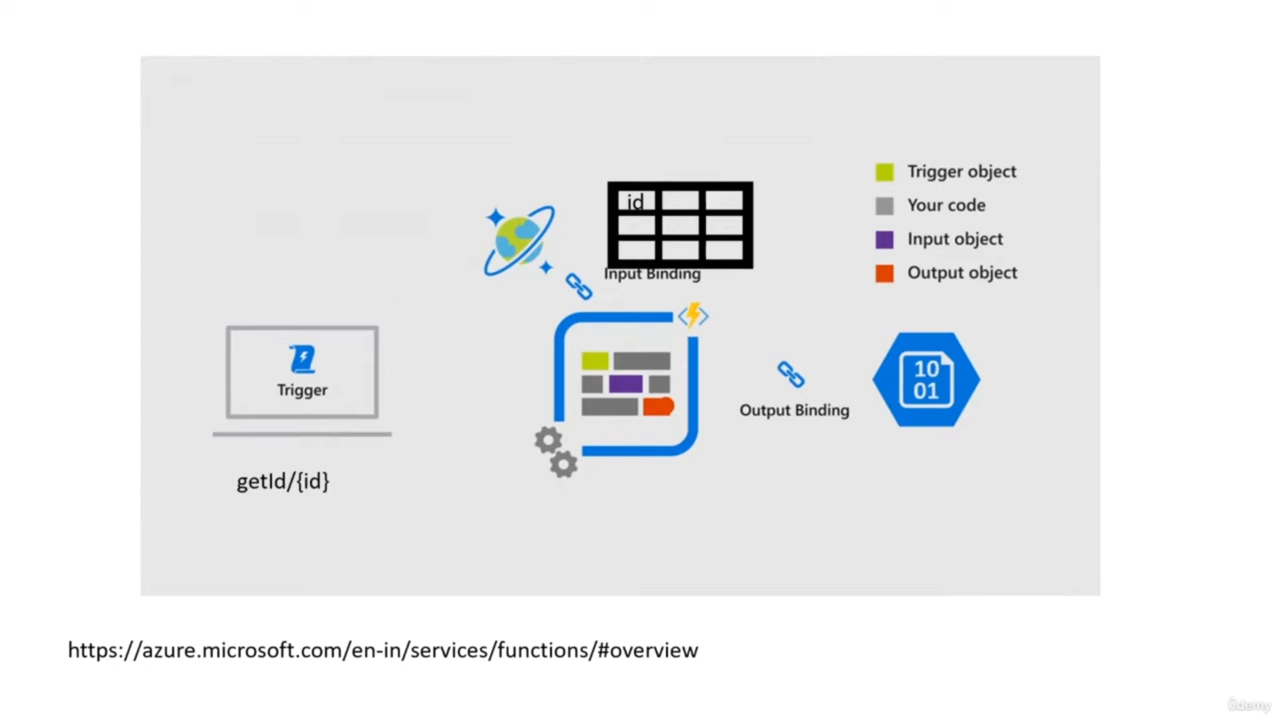 id
Input Binding
Trigger object
Your code
Input object
Output object
Trigger
getId/{id}
Output Binding
10
01
https://azure.microsoft.com/en-in/services/functions/#overview
ûdemy